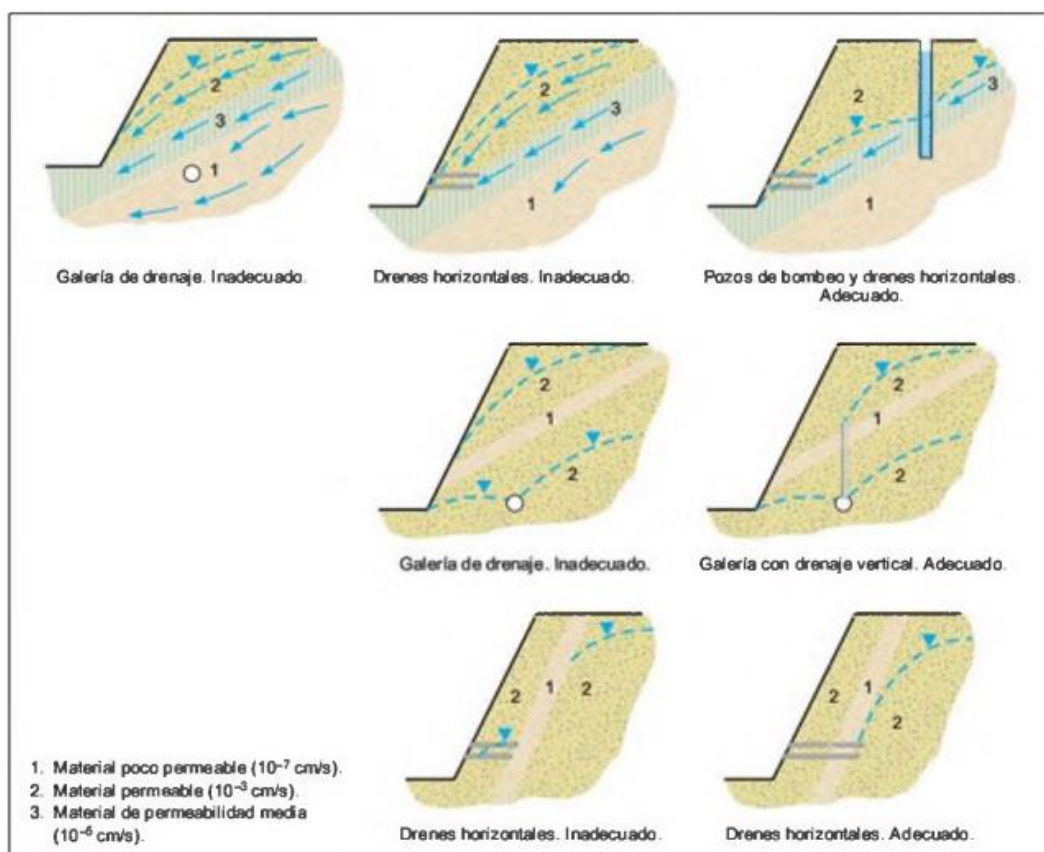 2
3
1
Galería de drenaje. Inadecuado.
2
3
1
Drenes horizontales. Inadecuado.
2
3
1
Pozos de bombeo y drenes horizontales.
Adecuado.
2
1
2
Galería de drenaje. Inadecuado.
2
1
2
Galería con drenaje vertical. Adecuado.
2
1
2
Drenes horizontales. Inadecuado.
2
1
2
Drenes horizontales. Adecuado.
1. Material poco permeable (10⁻⁷ cm/s).
2. Material permeable (10⁻³ cm/s).
3. Material de permeabilidad media
(10⁻⁵ cm/s).